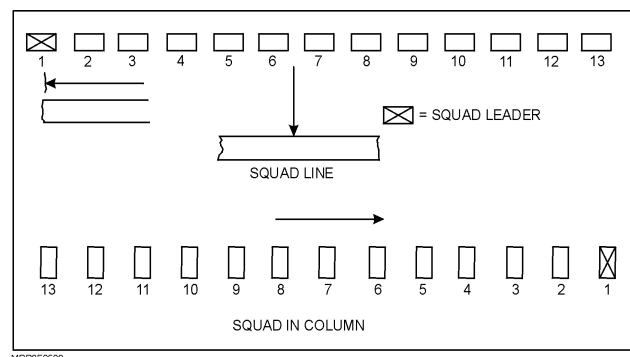 1 2 3 4 5 6 7 8 9 10 11 12 13
= SQUAD LEADER
SQUAD LINE
13 12 11 10 9 8 7 6 5 4 3 2 1
SQUAD IN COLUMN